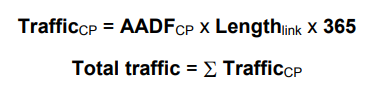 TrafficCP = AADFCP x Lengthlink x 365
Total traffic = ∑ TrafficCP